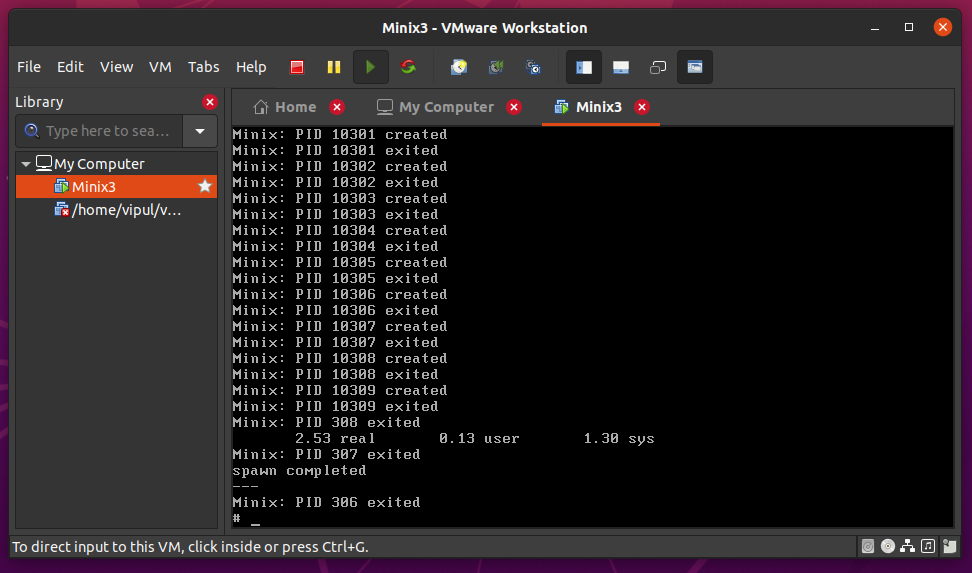 Minix3 - VMware Workstation
File Edit View VM Tabs Help
Library
Type here to sea...
My Computer
Minix3
/home/vipul/v...
Home
My Computer
Minix3
Minix: PID 10301 created
Minix: PID 10301 exited
Minix: PID 10302 created
Minix: PID 10302 exited
Minix: PID 10303 created
Minix: PID 10303 exited
Minix: PID 10304 created
Minix: PID 10304 exited
Minix: PID 10305 created
Minix: PID 10305 exited
Minix: PID 10306 created
Minix: PID 10306 exited
Minix: PID 10307 created
Minix: PID 10307 exited
Minix: PID 10308 created
Minix: PID 10308 exited
Minix: PID 10309 created
Minix: PID 10309 exited
Minix: PID 308 exited
2.53 real 0.13 user 1.30 sys
Minix: PID 307 exited
spawn completed
---
Minix: PID 306 exited
# _
To direct input to this VM, click inside or press Ctrl+G.